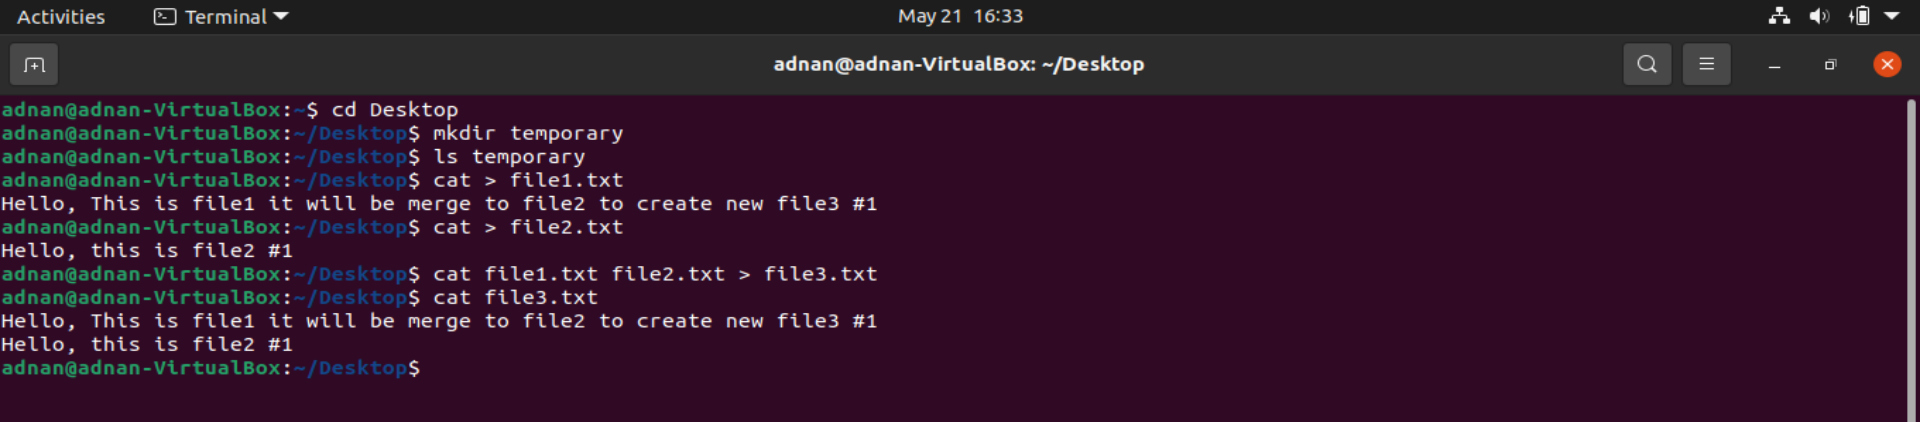 Activities Terminal May 21 16:33
adnan@adnan-VirtualBox: ~/Desktop
adnan@adnan-VirtualBox:~$ cd Desktop
adnan@adnan-VirtualBox:~/Desktop$ mkdir temporary
adnan@adnan-VirtualBox:~/Desktop$ ls temporary
adnan@adnan-VirtualBox:~/Desktop$ cat > file1.txt
Hello, This is file1 it will be merge to file2 to create new file3 #1
adnan@adnan-VirtualBox:~/Desktop$ cat > file2.txt
Hello, this is file2 #1
adnan@adnan-VirtualBox:~/Desktop$ cat file1.txt file2.txt > file3.txt
adnan@adnan-VirtualBox:~/Desktop$ cat file3.txt
Hello, This is file1 it will be merge to file2 to create new file3 #1
Hello, this is file2 #1
adnan@adnan-VirtualBox:~/Desktop$